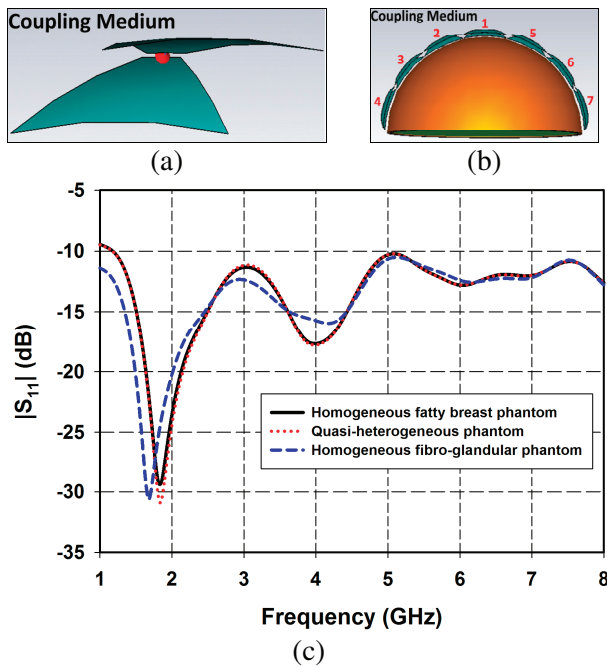 Coupling Medium
(a)
Coupling Medium
1
2
5
3
6
4
7
(b)
-5
-10
-15
-20
-25
-30
-35
|S11| (dB)
Homogeneous fatty breast phantom
Quasi-heterogeneous phantom
Homogeneous fibro-glandular phantom
1 2 3 4 5 6 7 8
Frequency (GHz)
(c)